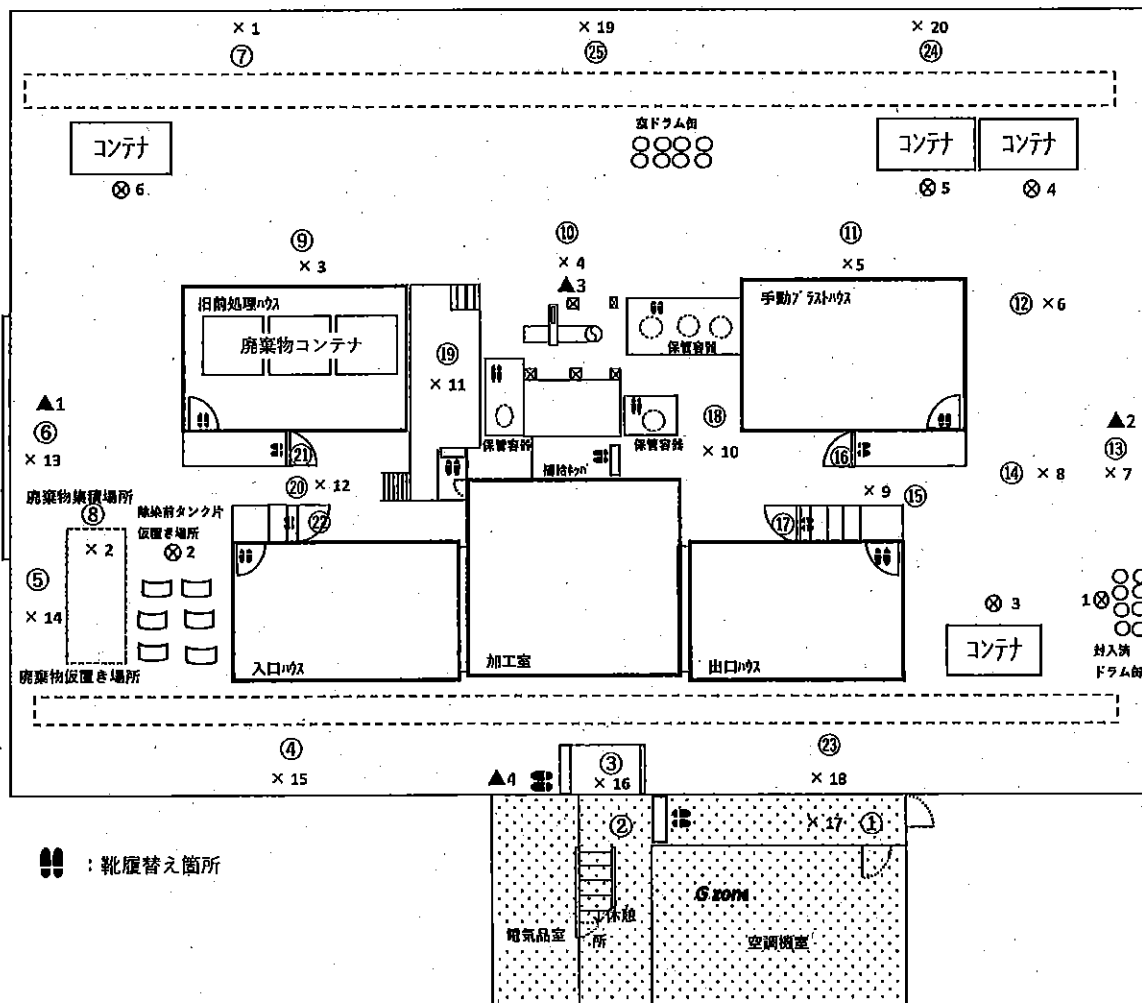 × 1
× 19
× 20
⑦
㉕
㉔
コンテナ
空ドラム缶
コンテナ
コンテナ
⊗ 6
⊗ 5
⊗ 4
⑨
⑩
⑪
× 3
× 4
× 5
▲3
旧前処理ハウス
手動ブラストハウス
⑫ × 6
廃棄物コンテナ
保管容器
⑲
× 11
▲1
⑱
▲2
⑥
保管容器
保管容器
⑬
× 13
× 10
㉑
⑯
⑭ × 8
× 7
⑳ × 12
× 9 ⑮
廃棄物集積場所
⑧
除染前タンク片
仮置き場所
㉒
⑰
× 2
⊗ 2
⑤
× 14
⊗ 3
1 ⊗
コンテナ
封入済
ドラム缶
入口ハウス
加工室
出口ハウス
廃棄物仮置き場所
④
㉓
③
× 15
▲4
× 16
× 18
②
× 17
①
：靴履替え箇所
G zone
休憩
所
電気品室
空調機室